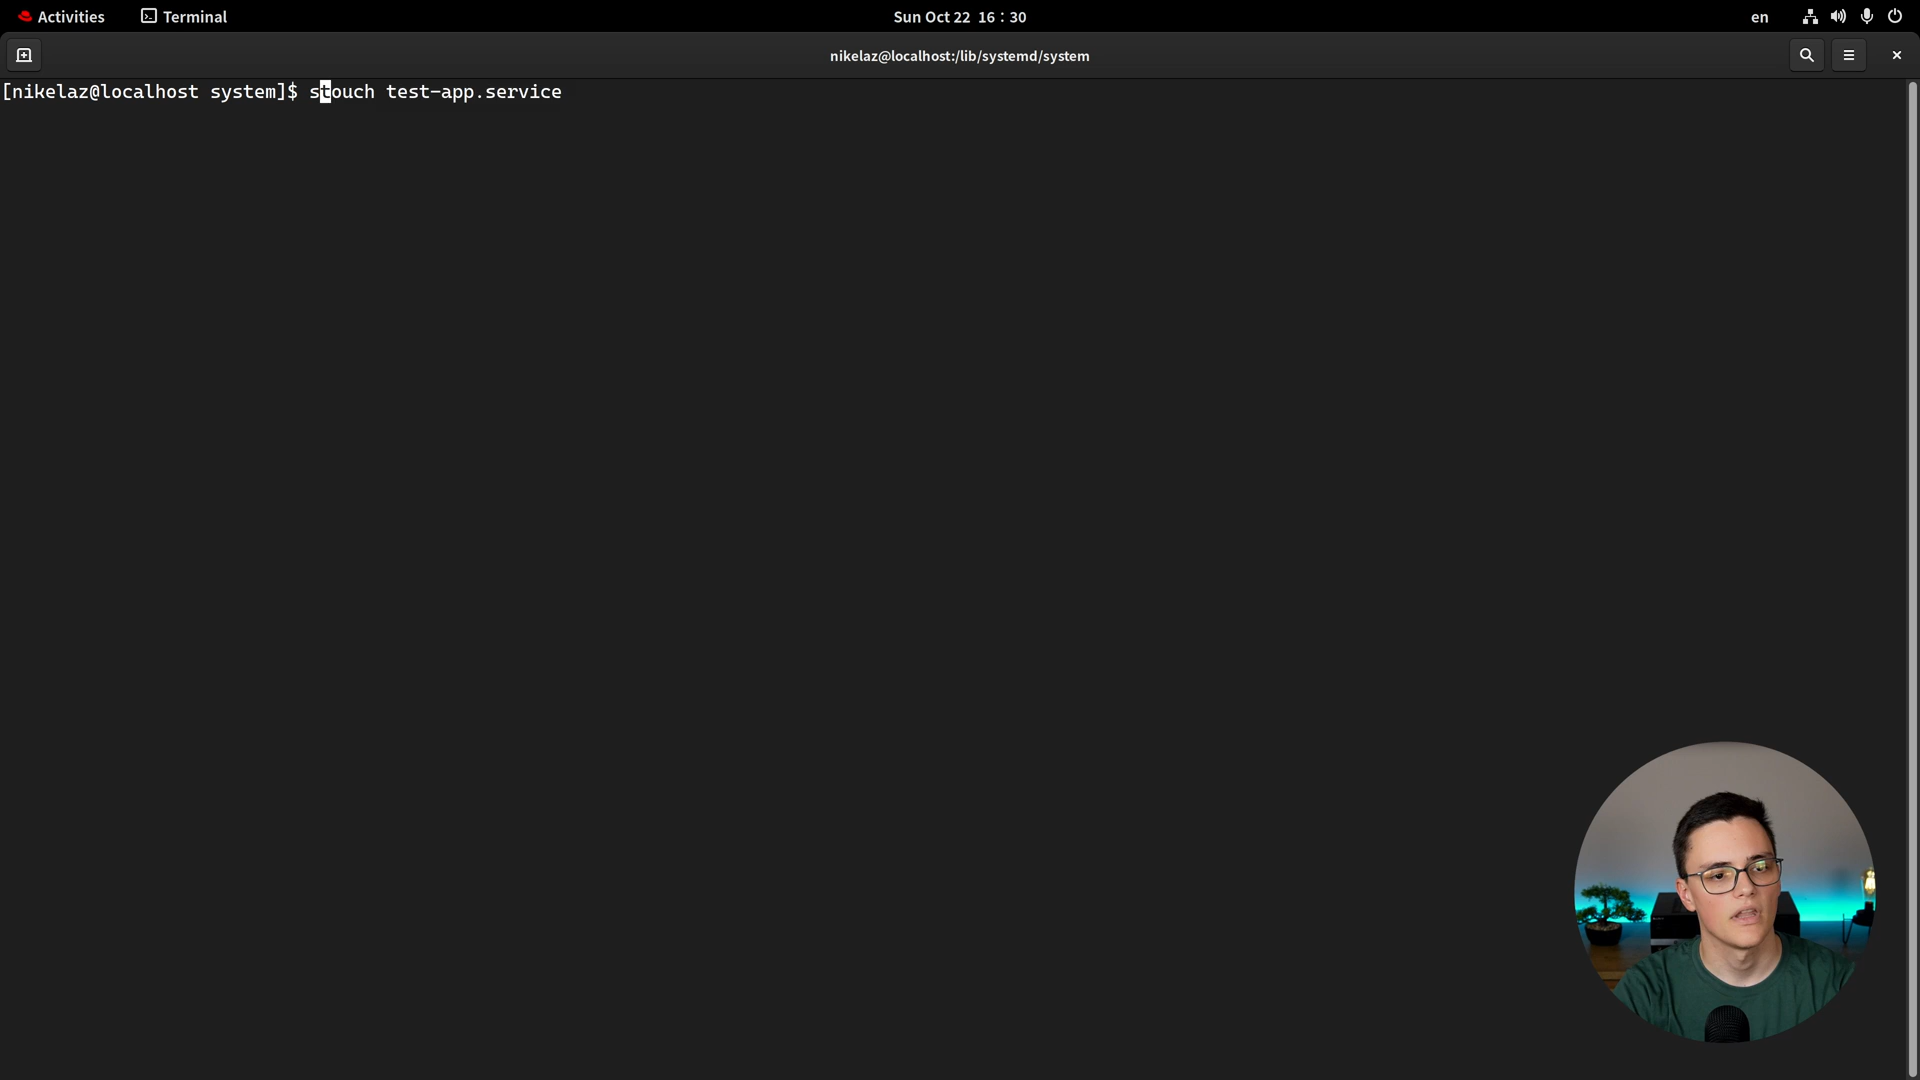 Activities
Terminal
Sun Oct 22 16:30
en
nikelaz@localhost:/lib/systemd/system
[nikelaz@localhost system]$ stouch test-app.service